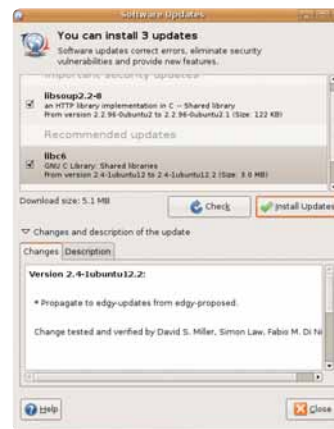 Software Updates
You can install 3 updates
Software updates correct errors, eliminate security
vulnerabilities and provide new features.
Important security updates
libsoup2.2-8
an HTTP library implementation in C -- Shared library
From version 2.2.96-0ubuntu2 to 2.2.96-0ubuntu2.1 (Size: 122 KB)
Recommended updates
libc6
GNU C Library: Shared libraries
From version 2.4-1ubuntu12 to 2.4-1ubuntu12.2 (Size: 3.0 MB)
Download size: 5.1 MB
Check
Install Updates
Changes and description of the update
Changes Description
Version 2.4-1ubuntu12.2:
* Propagate to edgy-updates from edgy-proposed.
Change tested and verified by David S. Miller, Simon Law, Fabio M. Di Ni
Help
Close